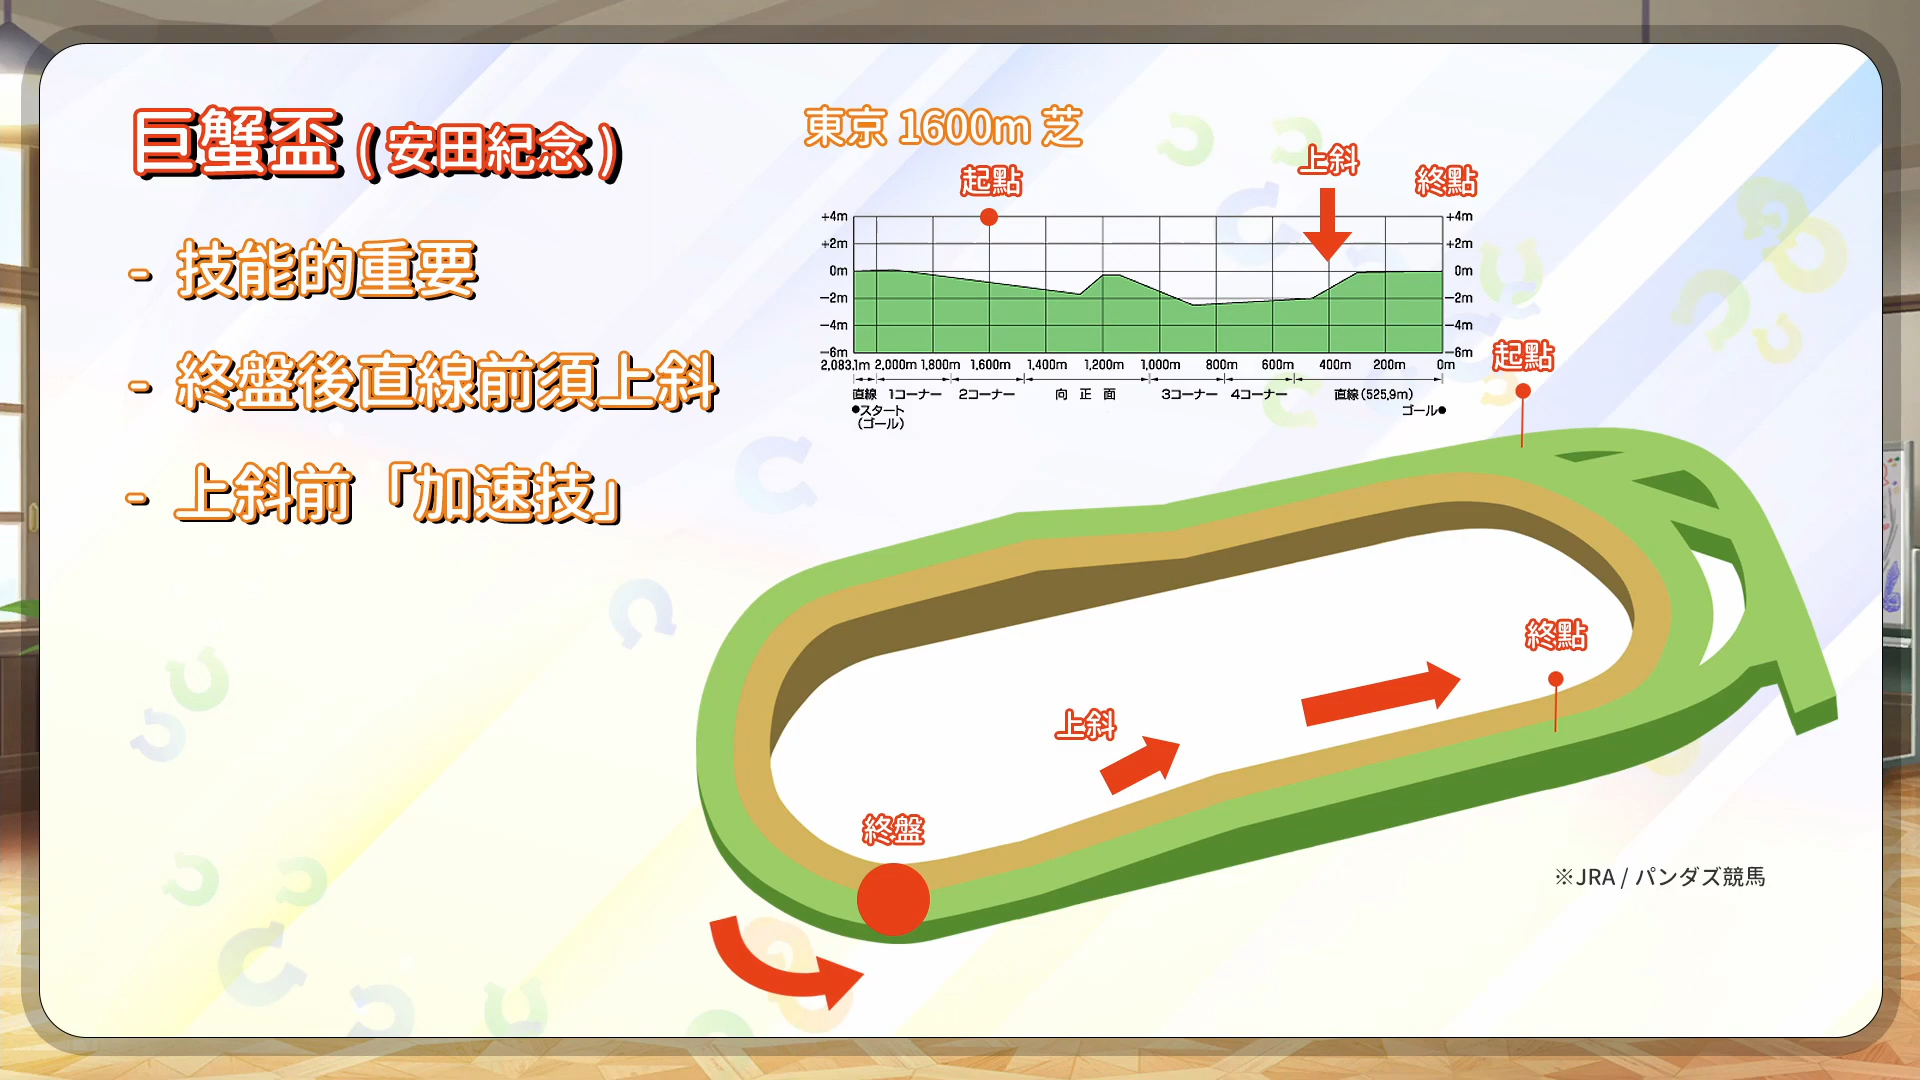 巨蟹盃 ( 安田紀念 )
- 技能的重要
- 終盤後直線前須上斜
- 上斜前「加速技」
東京 1600m 芝
起點
上斜
終點
+4m
+2m
0m
-2m
-4m
-6m
+4m
+2m
0m
-2m
-4m
-6m
2,083.1m 2,000m 1,800m 1,600m 1,400m 1,200m 1,000m 800m 600m 400m 200m 0m
直線 1コーナー 2コーナー 向 正 面 3コーナー 4コーナー 直線(525.9m)
●スタート
(ゴール)
ゴール●
起點
終點
上斜
終盤
※JRA / パンダズ競馬